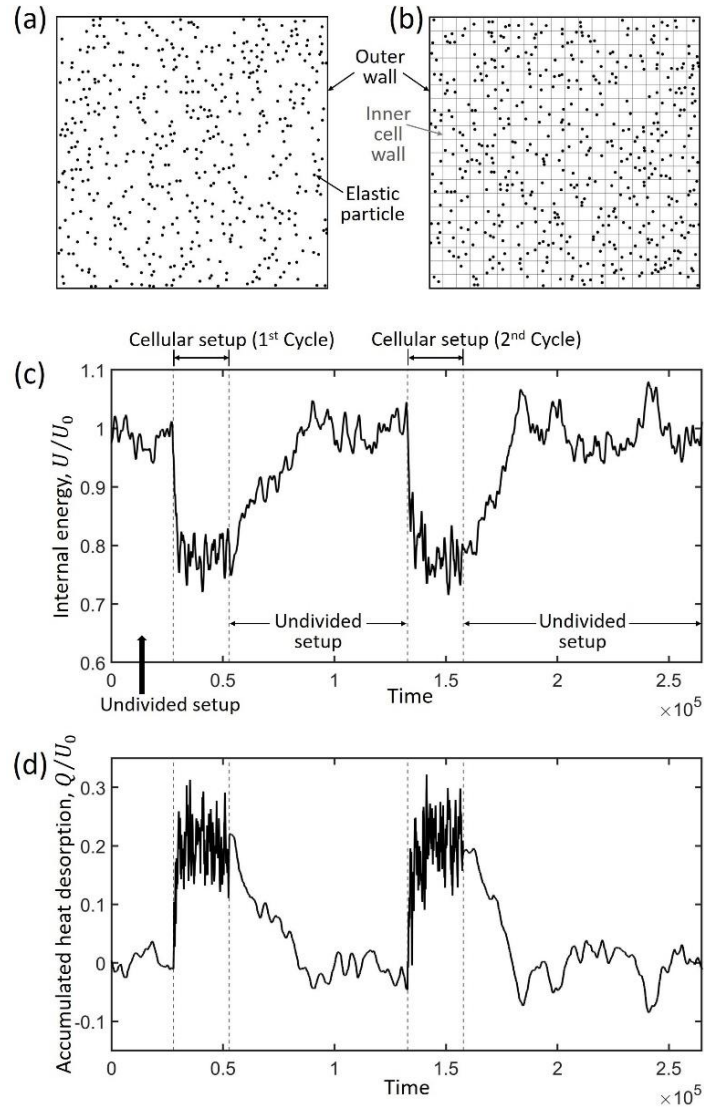 (a)
(b)
Outer
wall
Inner
cell
wall
Elastic
particle
Cellular setup (1st Cycle)
Cellular setup (2nd Cycle)
(c)
1.1
1
0.9
0.8
0.7
0.6
Internal energy, U/U0
Undivided
setup
Undivided
setup
0
0.5
1
1.5
2
2.5
Time
×10^5
Undivided setup
(d)
0.3
0.2
0.1
0
-0.1
Accumulated heat desorption, Q/U0
0
0.5
1
1.5
2
2.5
Time
×10^5